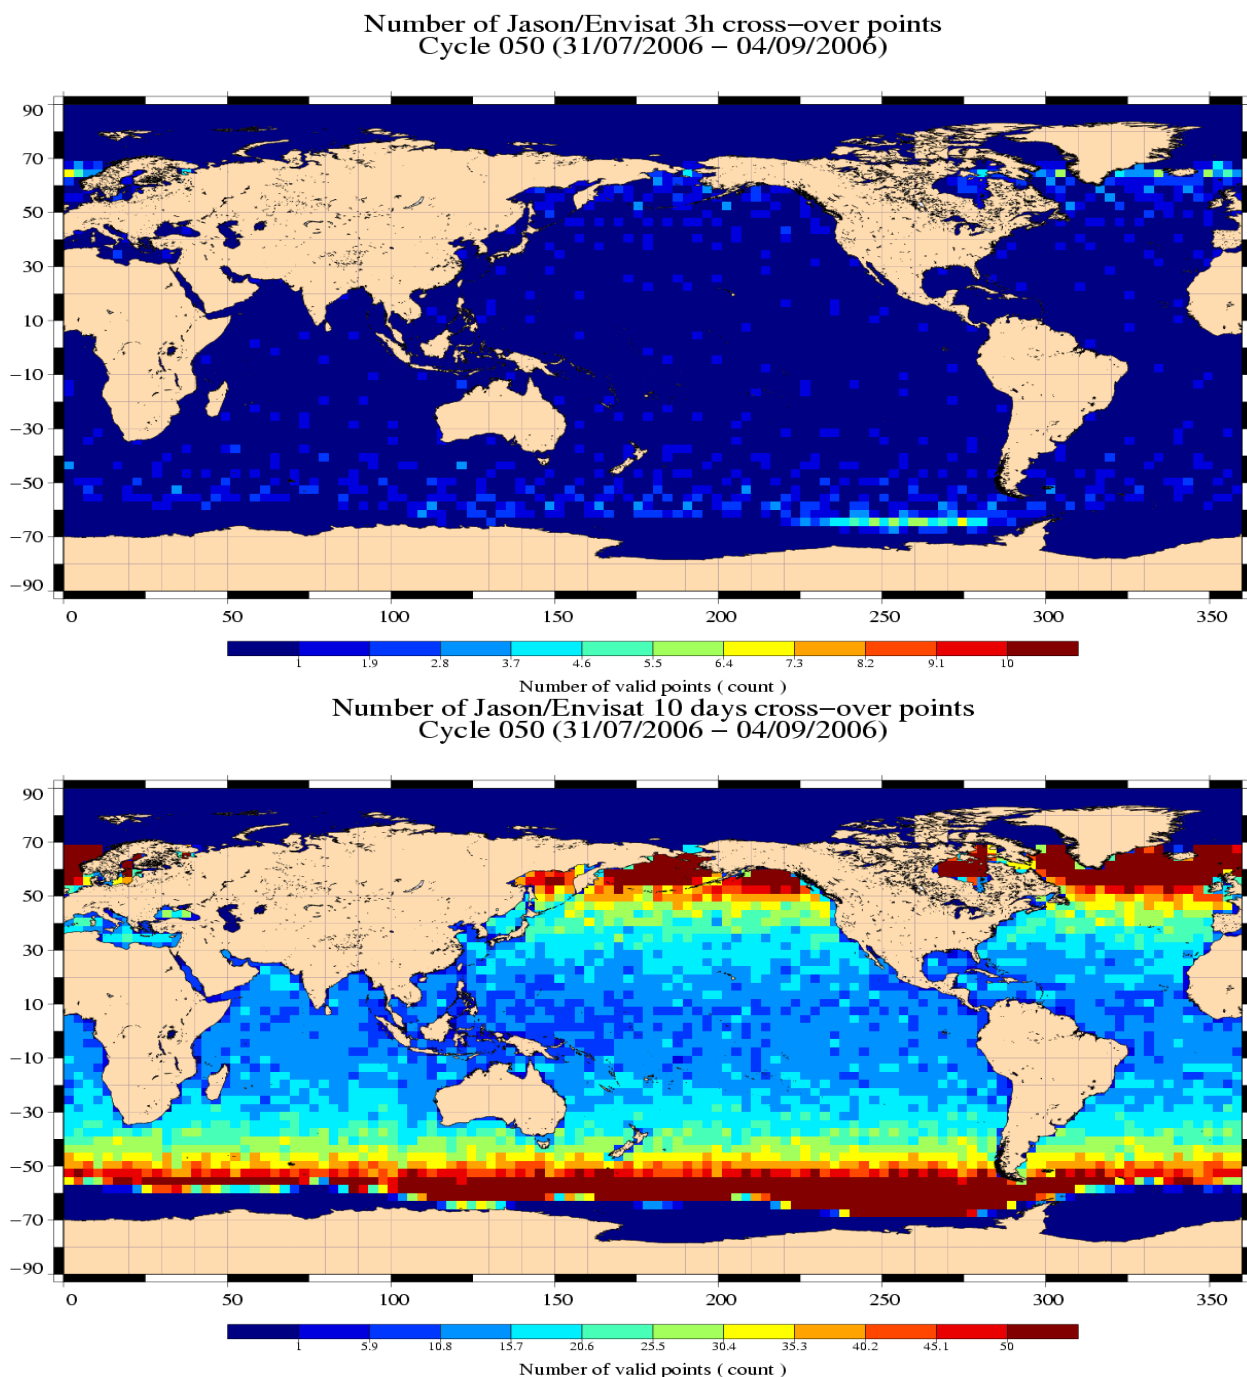 Number of Jason/Envisat 3h cross−over points
Cycle 050 (31/07/2006 − 04/09/2006)
90
70
50
30
10
−10
−30
−50
−70
−90
0 50 100 150 200 250 300 350
1 1.9 2.8 3.7 4.6 5.5 6.4 7.3 8.2 9.1 10
Number of valid points ( count )
Number of Jason/Envisat 10 days cross−over points
Cycle 050 (31/07/2006 − 04/09/2006)
90
70
50
30
10
−10
−30
−50
−70
−90
0 50 100 150 200 250 300 350
1 5.9 10.8 15.7 20.6 25.5 30.4 35.3 40.2 45.1 50
Number of valid points ( count )